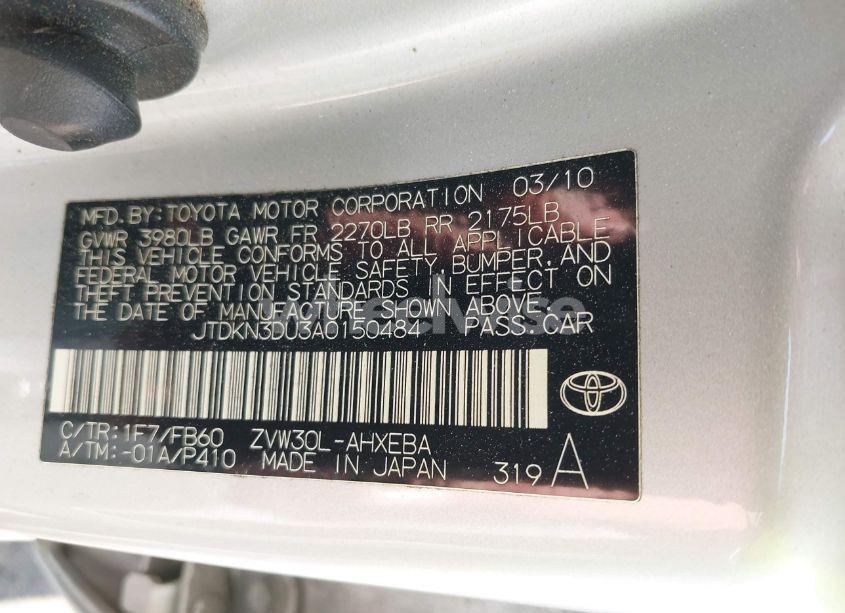 MFD. BY: TOYOTA MOTOR CORPORATION 03/10
GVWR 3980LB GAWR FR 2270LB RR 2175LB
THIS VEHICLE CONFORMS TO ALL APPLICABLE
FEDERAL MOTOR VEHICLE SAFETY, BUMPER, AND
THEFT PREVENTION STANDARDS IN EFFECT ON
THE DATE OF MANUFACTURE SHOWN ABOVE.
JTDKN3DU3A0150484 PASS.CAR
C/TR: 1F7/FB60 ZVW30L-AHXEBA
A/TM: -01A/P410 MADE IN JAPAN 319 A